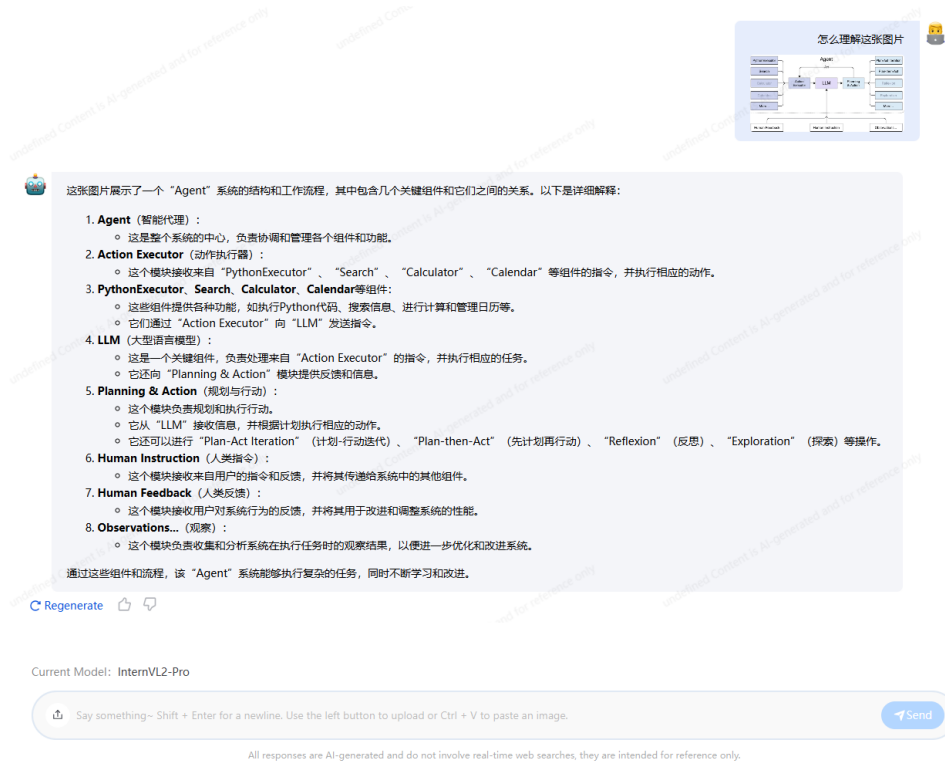 怎么理解这张图片
Agent
LLM
这张图片展示了一个“Agent”系统的结构和工作流程，其中包含几个关键组件和它们之间的关系。以下是详细解释：
1. Agent（智能代理）:
这是整个系统的中心，负责协调和管理各个组件和功能。
2. Action Executor（动作执行器）:
这个模块接收来自“PythonExecutor”、“Search”、“Calculator”、“Calendar”等组件的指令，并执行相应的动作。
3. PythonExecutor、Search、Calculator、Calendar等组件:
这些组件提供各种功能，如执行Python代码、搜索信息、进行计算和管理日历等。
它们通过“Action Executor”向“LLM”发送指令。
4. LLM（大型语言模型）:
这是一个关键组件，负责处理来自“Action Executor”的指令，并执行相应的任务。
它还向“Planning & Action”模块提供反馈和信息。
5. Planning & Action（规划与行动）:
这个模块负责规划和执行行动。
它从“LLM”接收信息，并根据计划执行相应的动作。
它还可以进行“Plan-Act Iteration”（计划-行动迭代）、“Plan-then-Act”（先计划再行动）、“Reflexion”（反思）、“Exploration”（探索）等操作。
6. Human Instruction（人类指令）:
这个模块接收来自用户的指令和反馈，并将其传递给系统中的其他组件。
7. Human Feedback（人类反馈）:
这个模块接收用户对系统行为的反馈，并将其用于改进和调整系统的性能。
8. Observations...（观察）:
这个模块负责收集和分析系统在执行任务时的观察结果，以便进一步优化和改进系统。
通过这些组件和流程，该“Agent”系统能够执行复杂的任务，同时不断学习和改进。
Regenerate
Current Model: InternVL2-Pro
Say something~ Shift + Enter for a newline. Use the left button to upload or Ctrl + V to paste an image.
Send
All responses are AI-generated and do not involve real-time web searches, they are intended for reference only.
undefined Content is AI-generated and for reference only